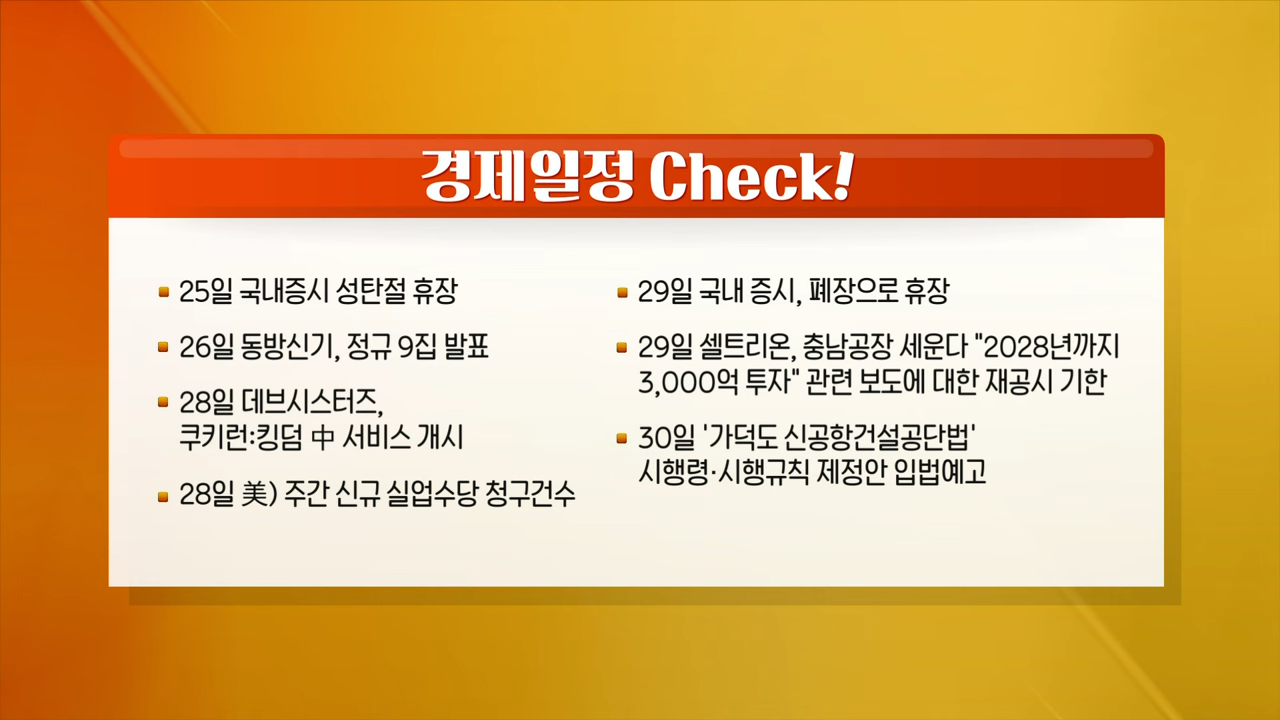 경제일정 Check!
25일 국내증시 성탄절 휴장
26일 동방신기, 정규 9집 발표
28일 데브시스터즈,
쿠키런:킹덤 中 서비스 개시
28일 美) 주간 신규 실업수당 청구건수
29일 국내 증시, 폐장으로 휴장
29일 셀트리온, 충남공장 세운다 "2028년까지
3,000억 투자" 관련 보도에 대한 재공시 기한
30일 '가덕도 신공항건설공단법'
시행령·시행규칙 제정안 입법예고